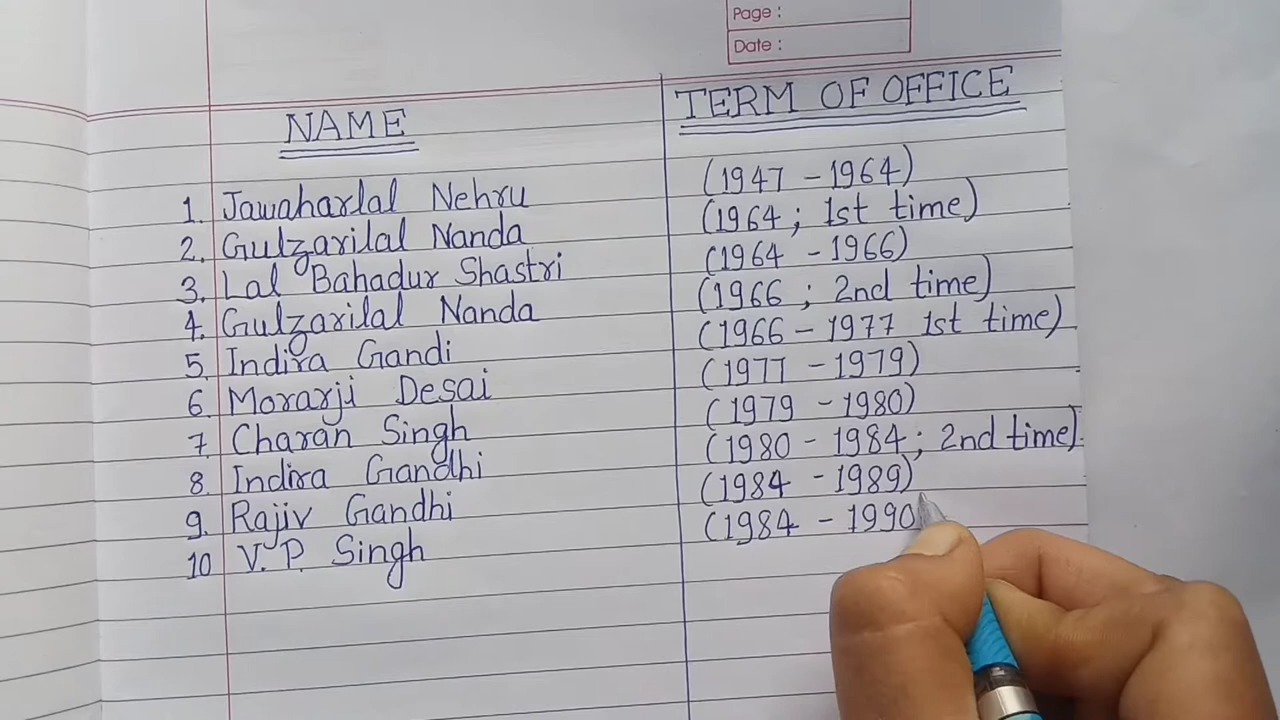 Page :
Date :
NAME TERM OF OFFICE
1. Jawaharlal Nehru (1947 - 1964)
2. Gulzarilal Nanda (1964 ; 1st time)
3. Lal Bahadur Shastri (1964 - 1966)
4. Gulzarilal Nanda (1966 ; 2nd time)
5. Indira Gandi (1966 - 1977 1st time)
6. Morarji Desai (1977 - 1979)
7. Charan Singh (1979 - 1980)
8. Indira Gandhi (1980 - 1984 ; 2nd time).
9. Rajiv Gandhi (1984 - 1989)
10 V. P. Singh (1984 - 1990